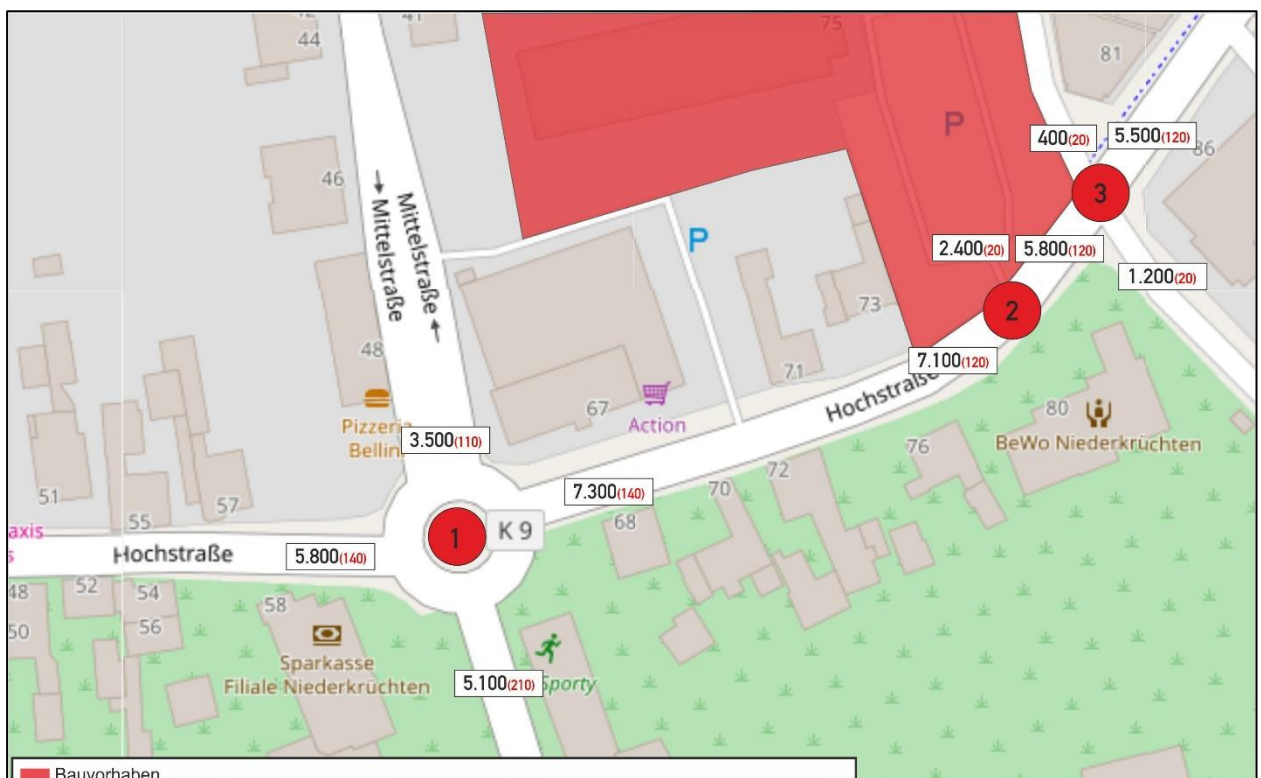 44
41
75
81
86
400(20)
5.500(120)
3
46
→ Mittelstraße
Mittelstraße ←
P
P
2.400(20)
5.800(120)
1.200(20)
2
73
48
71
7.100(120)
Hochstraße
67
Action
80
BeWo Niederkrüchten
Pizzeria
3.500(110)
76
72
70
7.300(140)
68
51
57
55
1
K 9
Hochstraße
5.800(140)
48
52
54
58
50
56
Sparkasse
Filiale Niederkrüchten
5.100(210)
Sporty
Bauvorhaben